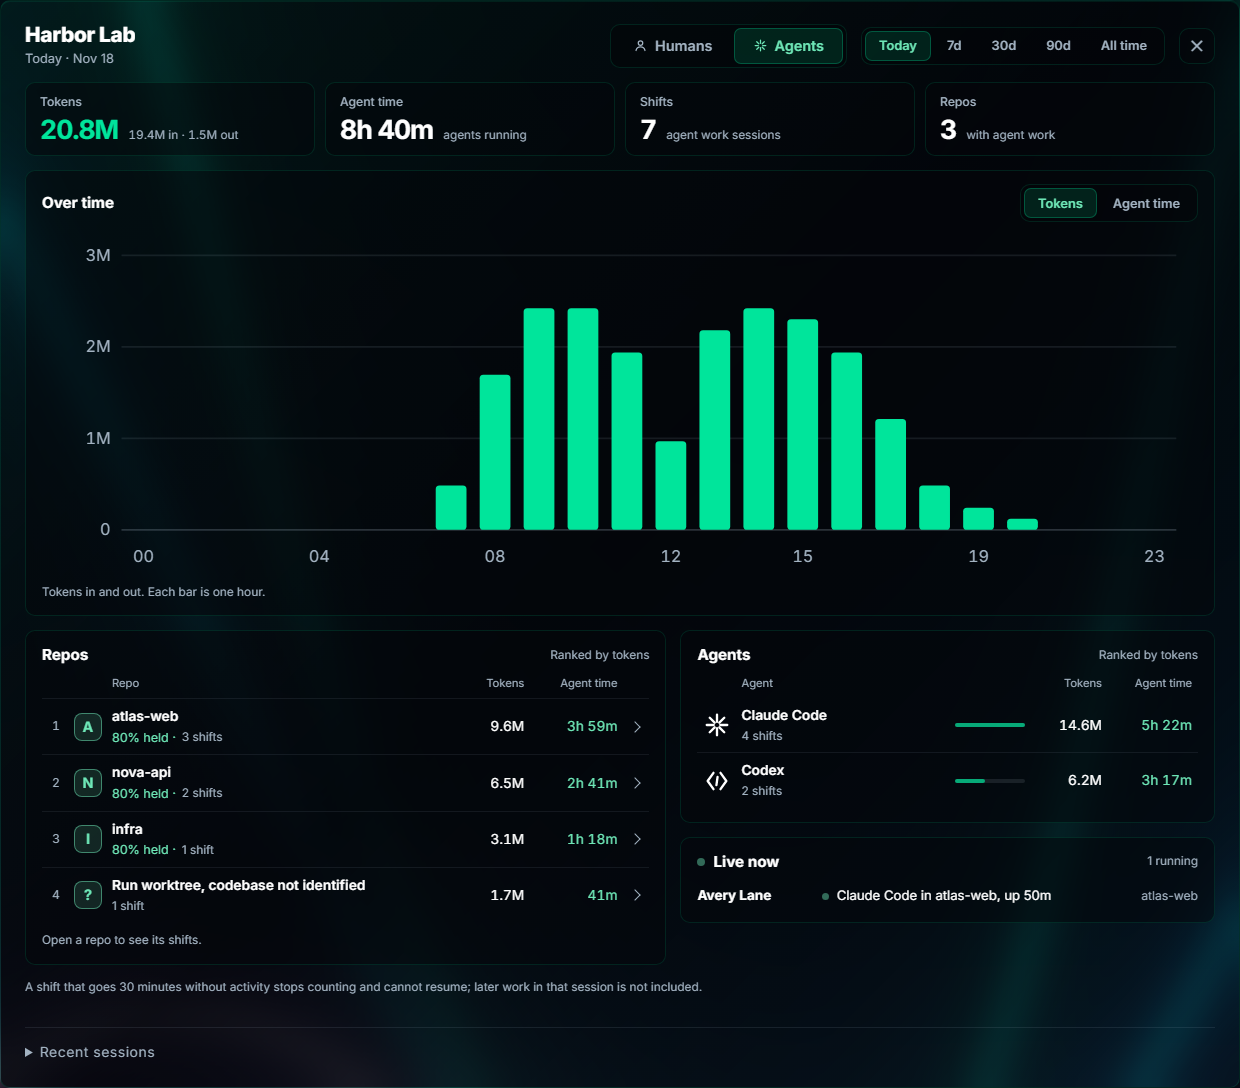 Harbor Lab
Today · Nov 18
Humans
Agents
Today
7d
30d
90d
All time
Tokens
20.8M 19.4M in · 1.5M out
Agent time
8h 40m agents running
Shifts
7 agent work sessions
Repos
3 with agent work
Over time
Tokens
Agent time
3M
2M
1M
0
00 04 08 12 15 19 23
Tokens in and out. Each bar is one hour.
Repos
Ranked by tokens
Repo Tokens Agent time
1 A atlas-web 9.6M 3h 59m
80% held · 3 shifts
2 N nova-api 6.5M 2h 41m
80% held · 2 shifts
3 I infra 3.1M 1h 18m
80% held · 1 shift
4 ? Run worktree, codebase not identified 1.7M 41m
1 shift
Open a repo to see its shifts.
Agents
Ranked by tokens
Agent Tokens Agent time
Claude Code 14.6M 5h 22m
4 shifts
Codex 6.2M 3h 17m
2 shifts
Live now
1 running
Avery Lane Claude Code in atlas-web, up 50m atlas-web
A shift that goes 30 minutes without activity stops counting and cannot resume; later work in that session is not included.
Recent sessions